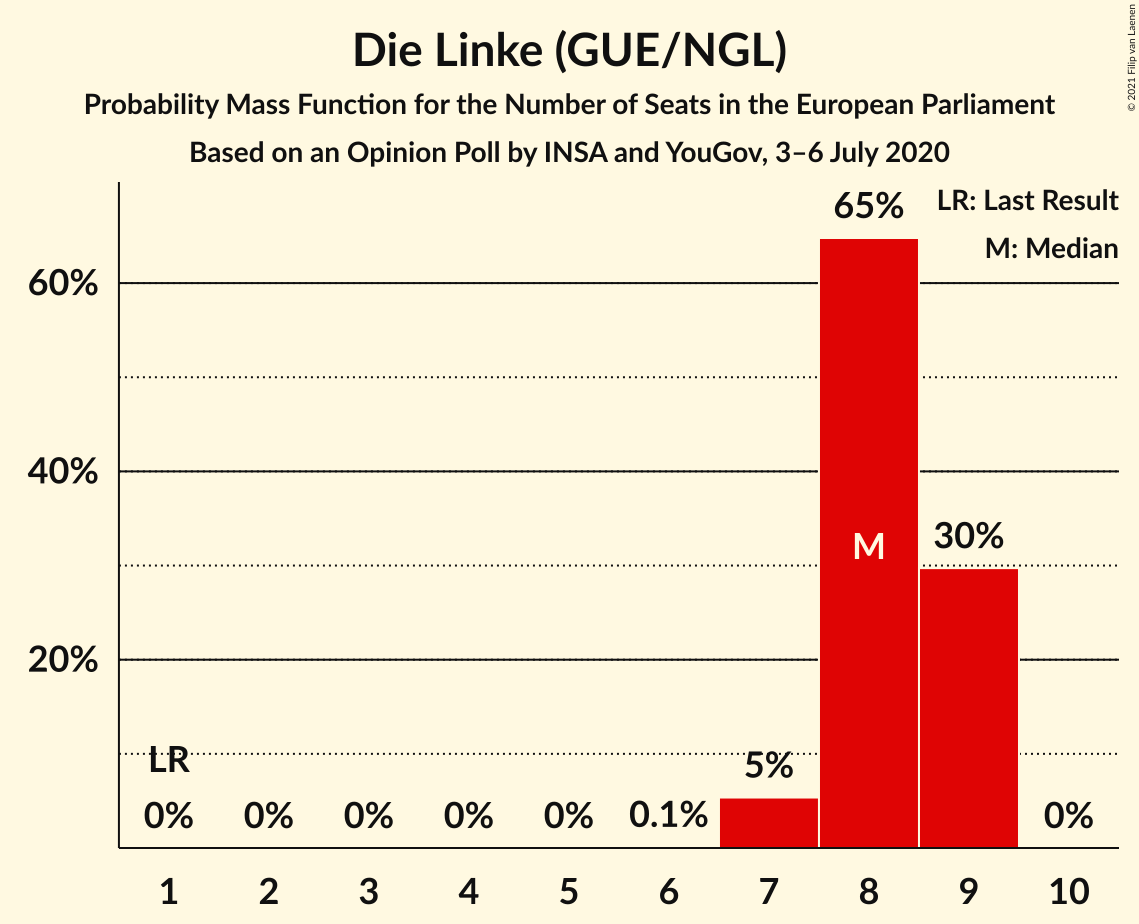 Die Linke (GUE/NGL)
Probability Mass Function for the Number of Seats in the European Parliament
Based on an Opinion Poll by INSA and YouGov, 3–6 July 2020
© 2021 Filip van Laenen
LR: Last Result
M: Median
65%
60%
40%
M
30%
20%
LR
5%
0% 0% 0% 0% 0% 0.1% 0%
1 2 3 4 5 6 7 8 9 10